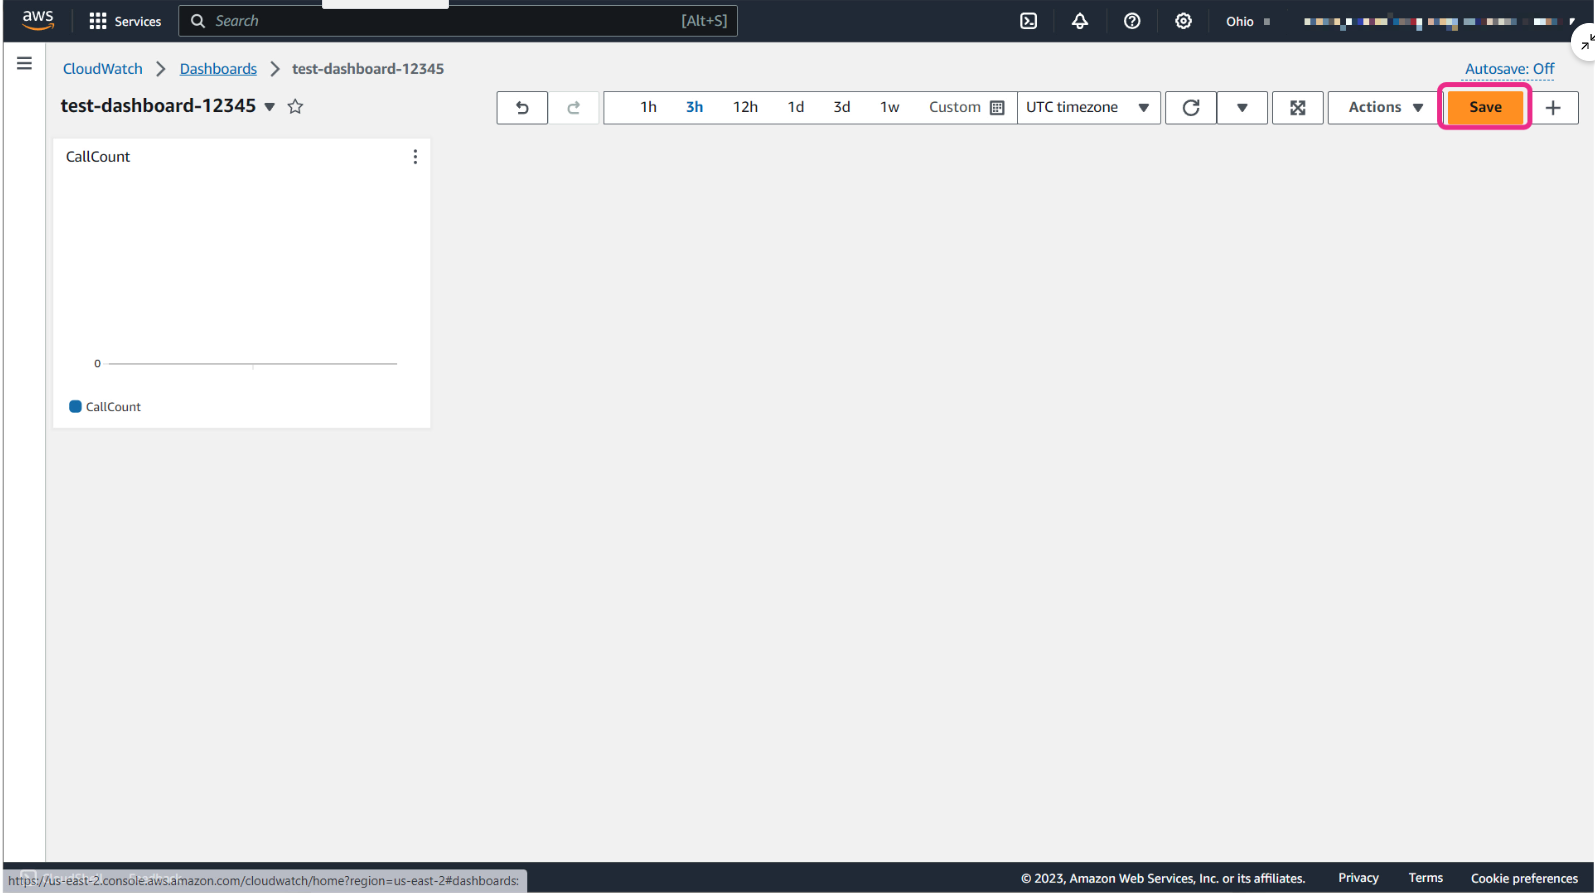 aws Services Search [Alt+S] Ohio
CloudWatch Dashboards test-dashboard-12345 Autosave: Off
test-dashboard-12345 1h 3h 12h 1d 3d 1w Custom UTC timezone Actions Save
CallCount
0
CallCount
https://us-east-2.console.aws.amazon.com/cloudwatch/home?region=us-east-2#dashboards: © 2023, Amazon Web Services, Inc. or its affiliates. Privacy Terms Cookie preferences